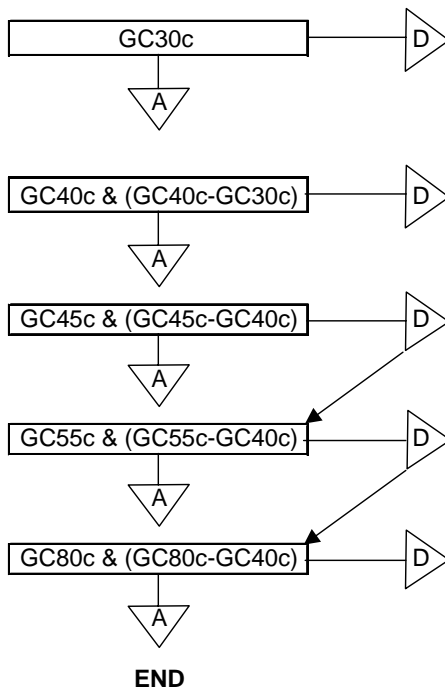 GC30c D
A
GC40c & (GC40c-GC30c) D
A
GC45c & (GC45c-GC40c) D
A
GC55c & (GC55c-GC40c) D
A
GC80c & (GC80c-GC40c) D
A
END